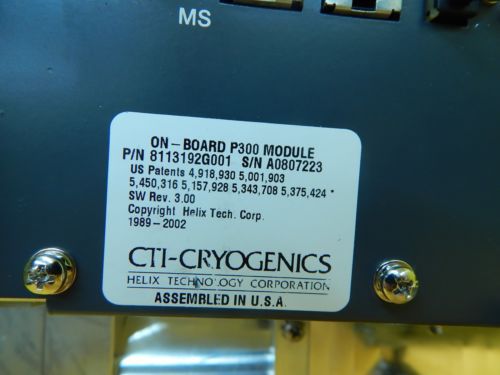 MS
ON-BOARD P300 MODULE
P/N 8113192G001 S/N A0807223
US Patents 4,918,930 5,001,903
5,450,316 5,157,928 5,343,708 5,375,424 *
SW Rev. 3.00
Copyright Helix Tech. Corp.
1989-2002
CTI-CRYOGENICS
HELIX TECHNOLOGY CORPORATION
ASSEMBLED IN U.S.A.